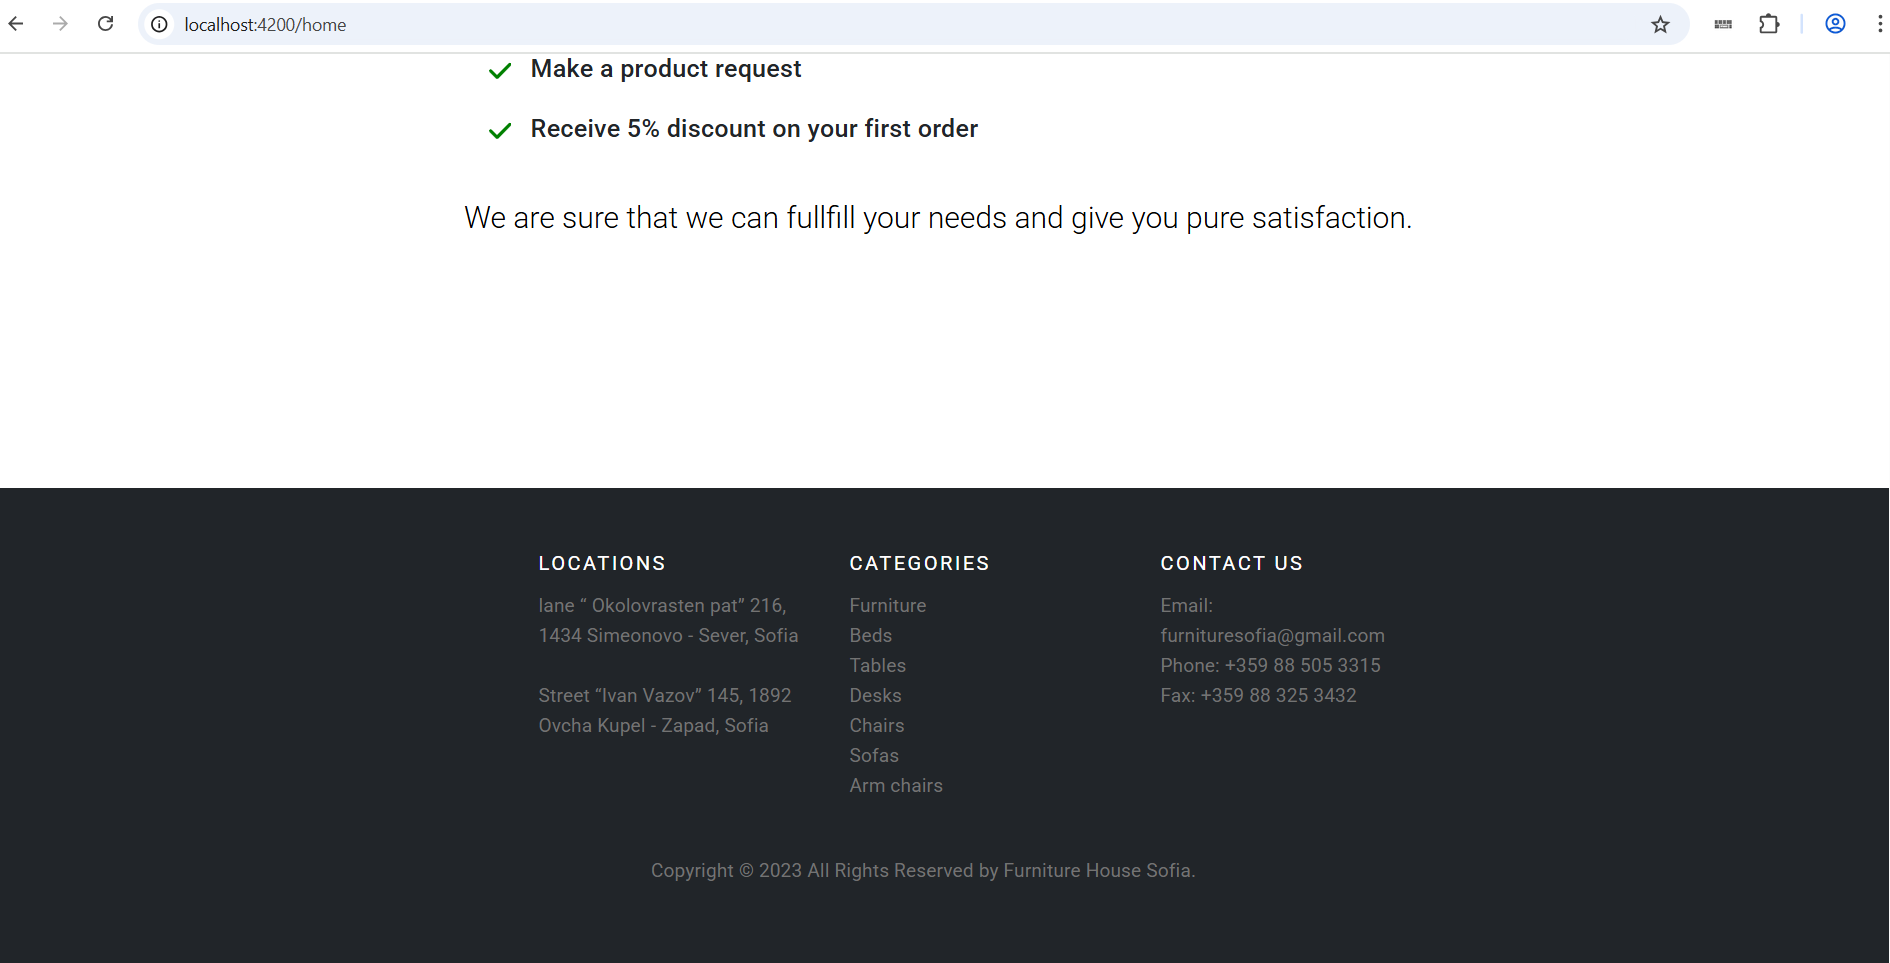 localhost:4200/home
Make a product request
Receive 5% discount on your first order
We are sure that we can fullfill your needs and give you pure satisfaction.
LOCATIONS
lane “ Okolovrasten pat” 216,
1434 Simeonovo - Sever, Sofia
Street “Ivan Vazov” 145, 1892
Ovcha Kupel - Zapad, Sofia
CATEGORIES
Furniture
Beds
Tables
Desks
Chairs
Sofas
Arm chairs
CONTACT US
Email:
furnituresofia@gmail.com
Phone: +359 88 505 3315
Fax: +359 88 325 3432
Copyright © 2023 All Rights Reserved by Furniture House Sofia.